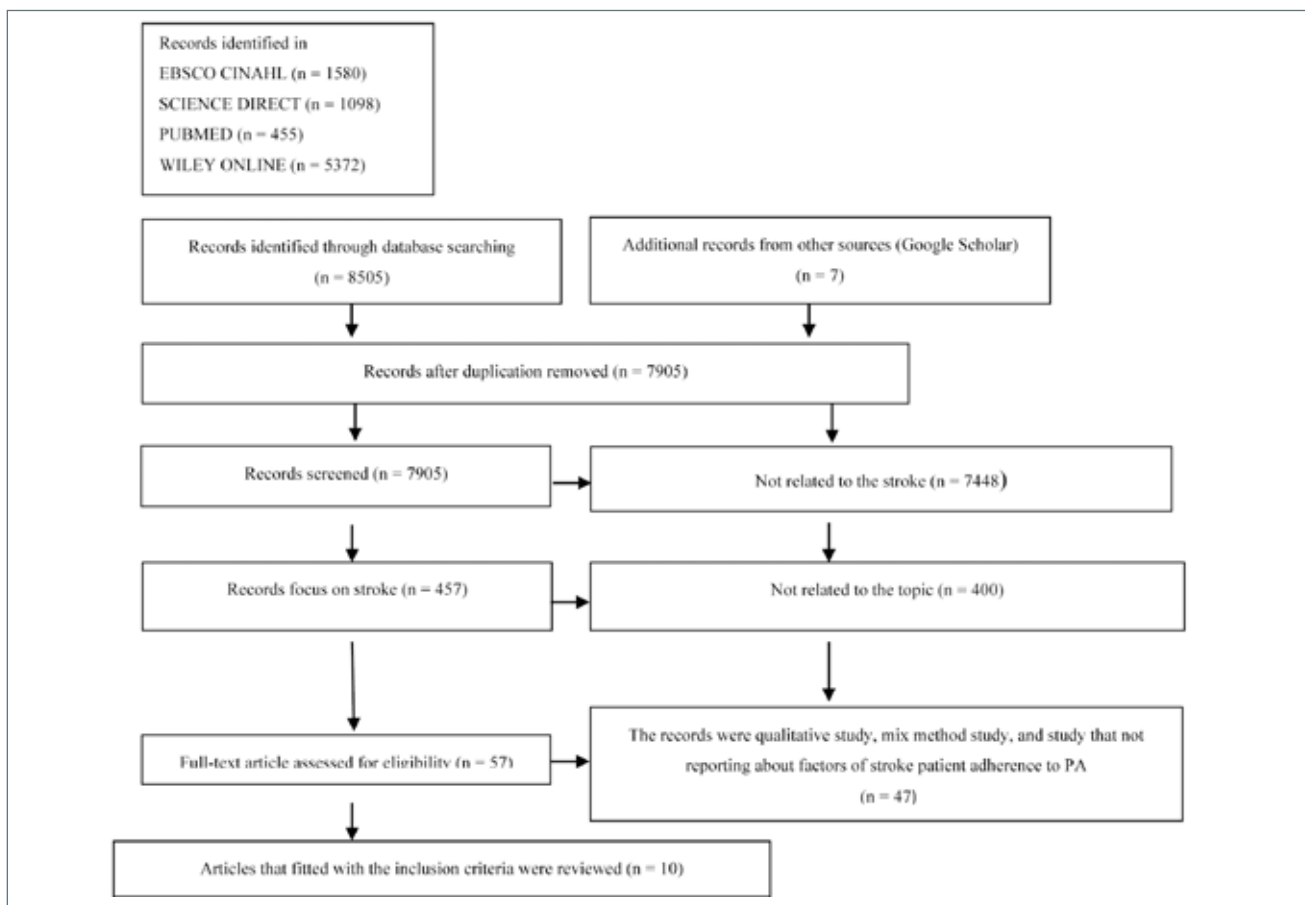 Records identified in
EBSCO CINAHL (n = 1580)
SCIENCE DIRECT (n = 1098)
PUBMED (n = 455)
WILEY ONLINE (n = 5372)
Records identified through database searching
(n = 8505)
Additional records from other sources (Google Scholar)
(n = 7)
Records after duplication removed (n = 7905)
Records screened (n = 7905)
Not related to the stroke (n = 7448)
Records focus on stroke (n = 457)
Not related to the topic (n = 400)
Full-text article assessed for eligibility (n = 57)
The records were qualitative study, mix method study, and study that not
reporting about factors of stroke patient adherence to PA
(n = 47)
Articles that fitted with the inclusion criteria were reviewed (n = 10)